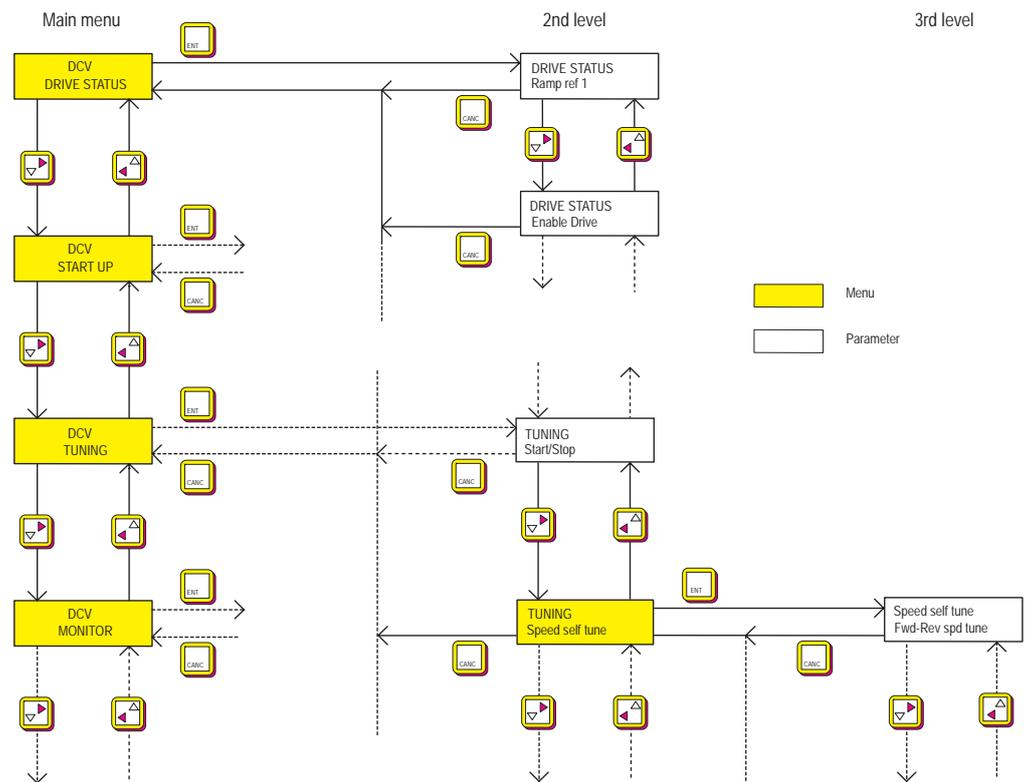 Main menu
2nd level
3rd level
ENT
DCV
DRIVE STATUS
DRIVE STATUS
Ramp ref 1
CANC
DRIVE STATUS
Enable Drive
CANC
ENT
DCV
START UP
CANC
Menu
Parameter
ENT
DCV
TUNING
CANC
TUNING
Start/Stop
CANC
ENT
DCV
MONITOR
CANC
TUNING
Speed self tune
CANC
ENT
Speed self tune
Fwd-Rev spd tune
CANC